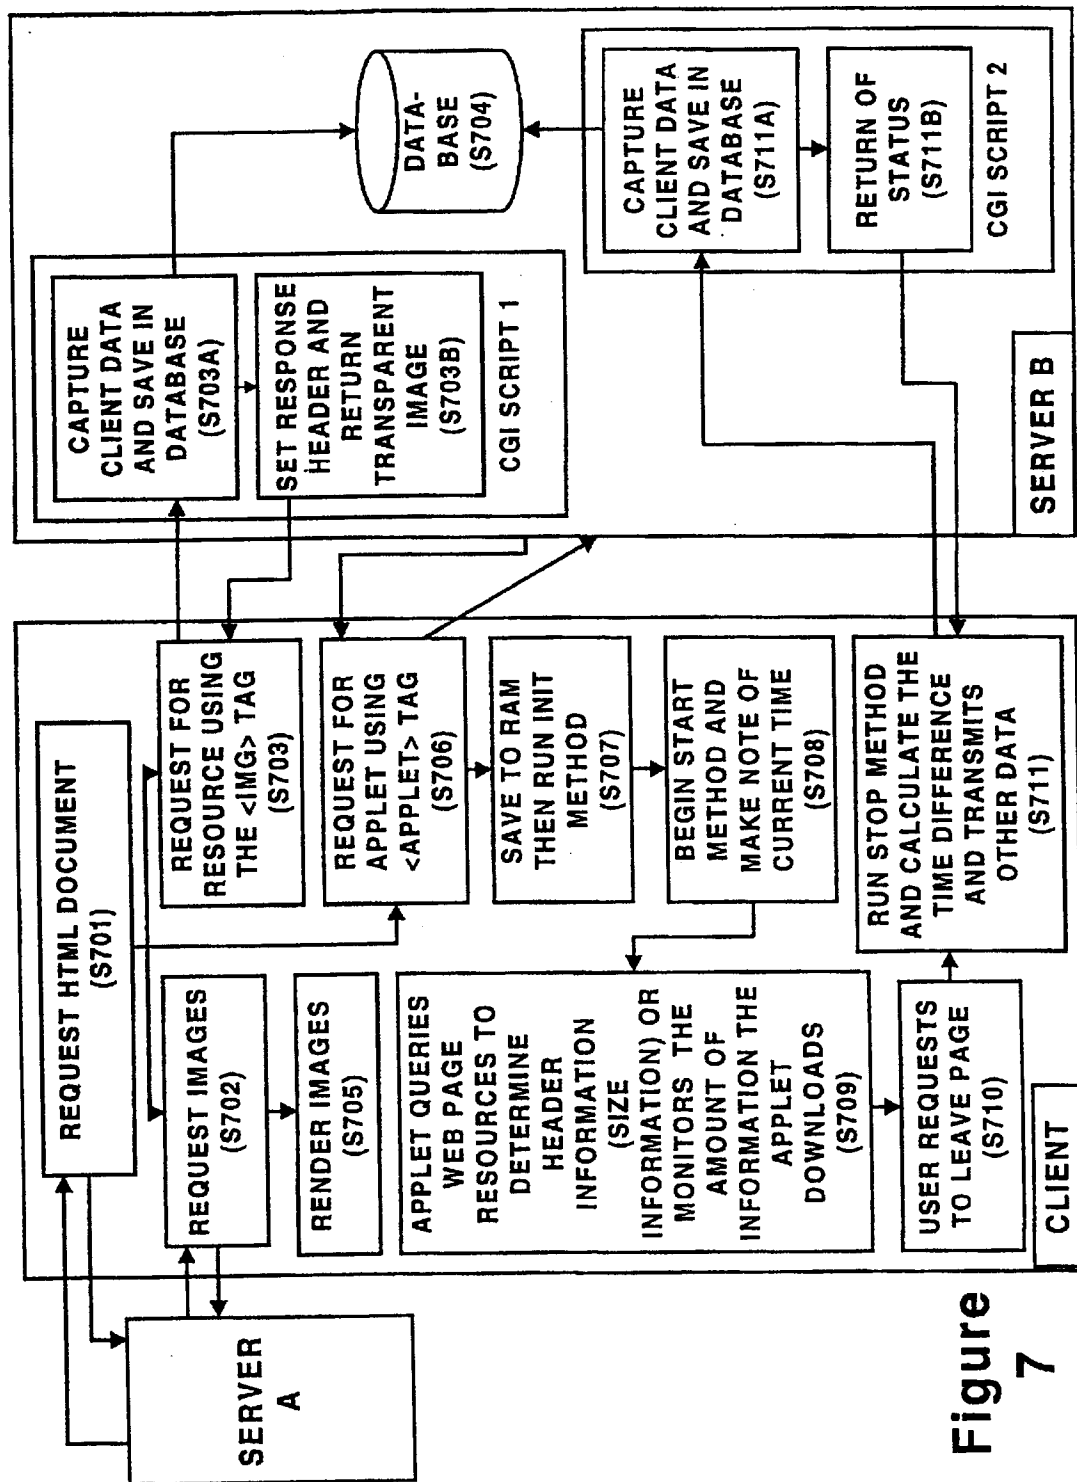 SERVER
A
REQUEST HTML DOCUMENT
(S701)
REQUEST IMAGES
(S702)
RENDER IMAGES
(S705)
REQUEST FOR
RESOURCE USING
THE <IMG> TAG
(S703)
REQUEST FOR
APPLET USING
<APPLET> TAG
(S706)
SAVE TO RAM
THEN RUN INIT
METHOD
(S707)
BEGIN START
METHOD AND
MAKE NOTE OF
CURRENT TIME
(S708)
APPLET QUERIES
WEB PAGE
RESOURCES TO
DETERMINE
HEADER
INFORMATION
(SIZE
INFORMATION) OR
MONITORS THE
AMOUNT OF
INFORMATION THE
APPLET
DOWNLOADS
(S709)
USER REQUESTS
TO LEAVE PAGE
(S710)
RUN STOP METHOD
AND CALCULATE THE
TIME DIFFERENCE
AND TRANSMITS
OTHER DATA
(S711)
CLIENT
CAPTURE
CLIENT DATA
AND SAVE IN
DATABASE
(S703A)
SET RESPONSE
HEADER AND
RETURN
TRANSPARENT
IMAGE
(S703B)
CGI SCRIPT 1
DATA-
BASE
(S704)
CAPTURE
CLIENT DATA
AND SAVE IN
DATABASE
(S711A)
RETURN OF
STATUS
(S711B)
CGI SCRIPT 2
SERVER B
Figure
7